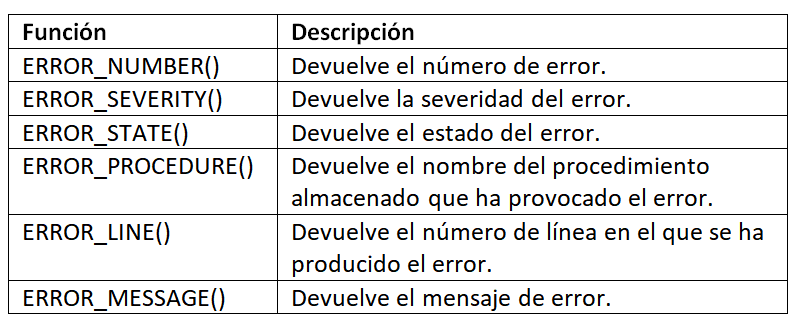 Función Descripción
ERROR_NUMBER() Devuelve el número de error.
ERROR_SEVERITY() Devuelve la severidad del error.
ERROR_STATE() Devuelve el estado del error.
ERROR_PROCEDURE() Devuelve el nombre del procedimiento
almacenado que ha provocado el error.
ERROR_LINE() Devuelve el número de línea en el que se ha
producido el error.
ERROR_MESSAGE() Devuelve el mensaje de error.